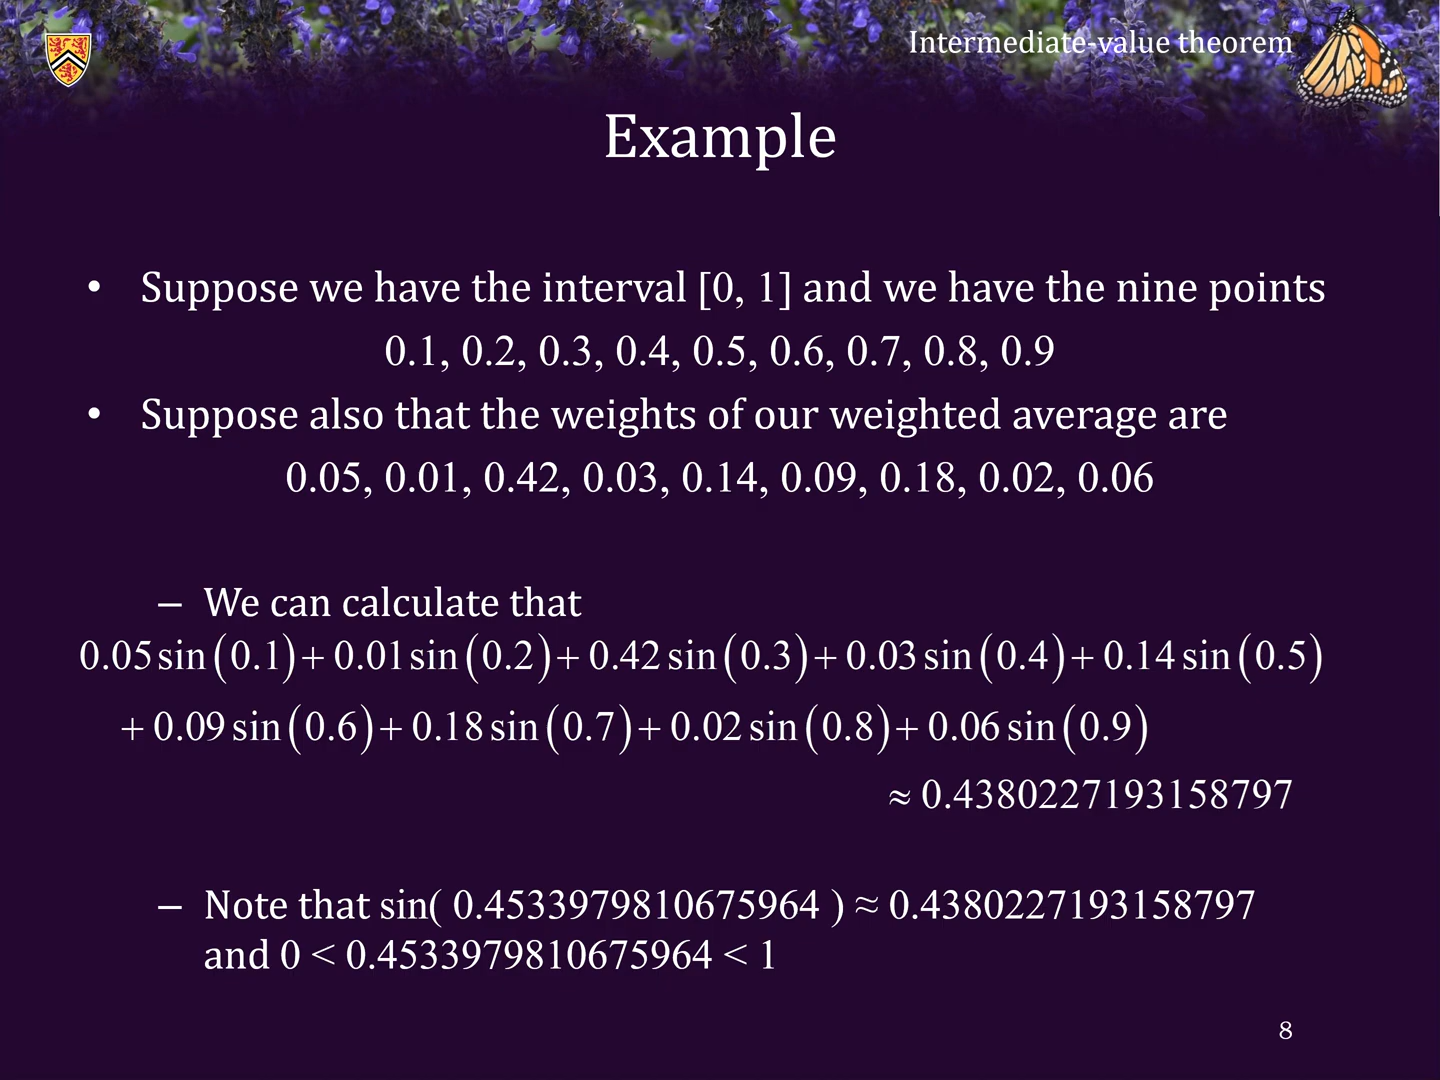 Intermediate-value theorem
Example
• Suppose we have the interval [0, 1] and we have the nine points
0.1, 0.2, 0.3, 0.4, 0.5, 0.6, 0.7, 0.8, 0.9
• Suppose also that the weights of our weighted average are
0.05, 0.01, 0.42, 0.03, 0.14, 0.09, 0.18, 0.02, 0.06
– We can calculate that
0.05 sin(0.1) + 0.01 sin(0.2) + 0.42 sin(0.3) + 0.03 sin(0.4) + 0.14 sin(0.5)
+ 0.09 sin(0.6) + 0.18 sin(0.7) + 0.02 sin(0.8) + 0.06 sin(0.9)
≈ 0.4380227193158797
– Note that sin( 0.4533979810675964 ) ≈ 0.4380227193158797
and 0 < 0.4533979810675964 < 1
8